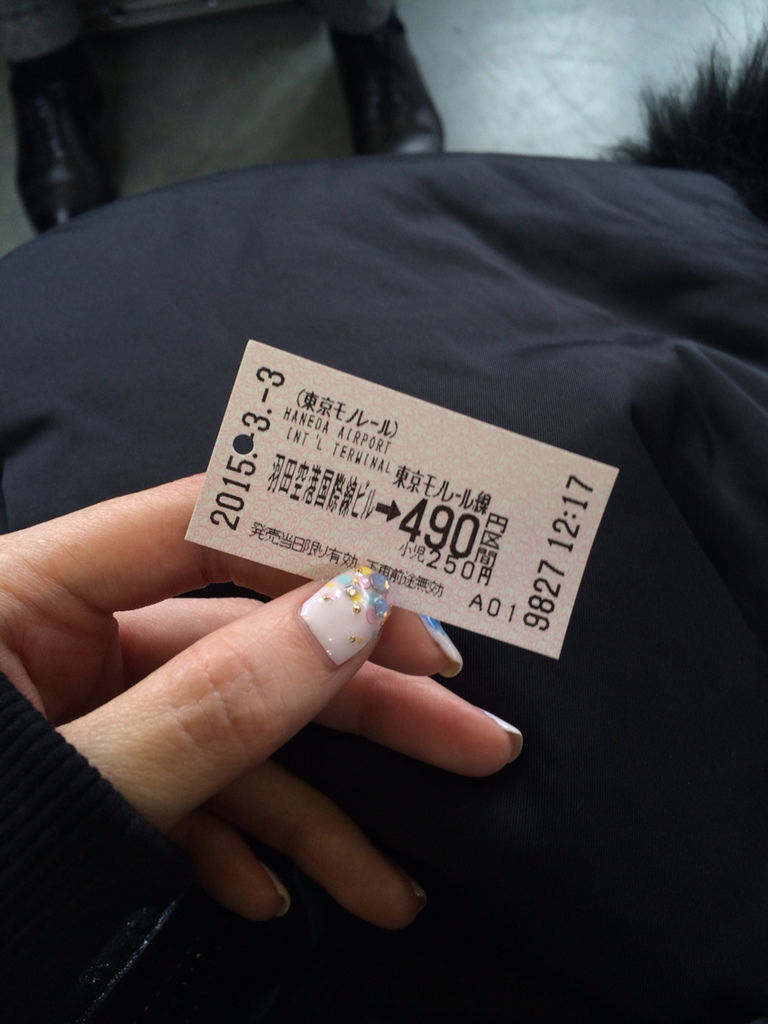 2015.-3.-3
(東京モノレール)
HANEDA AIRPORT
INT'L TERMINAL
羽田空港国際線ビル➡東京モノレール線
490円区間
小児250円
発売当日限り有効 下車前途無効
A01
9827 12:17